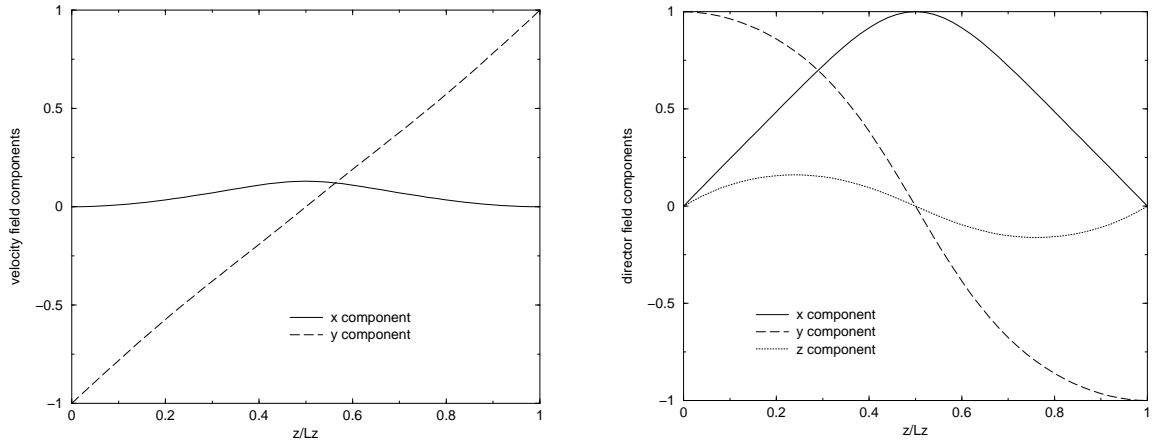 1
0.5
0
−0.5
−1
velocity field components
x component
y component
0
0.2
0.4
0.6
0.8
1
z/Lz
1
0.5
0
−0.5
−1
director field components
x component
y component
z component
0
0.2
0.4
0.6
0.8
1
z/Lz